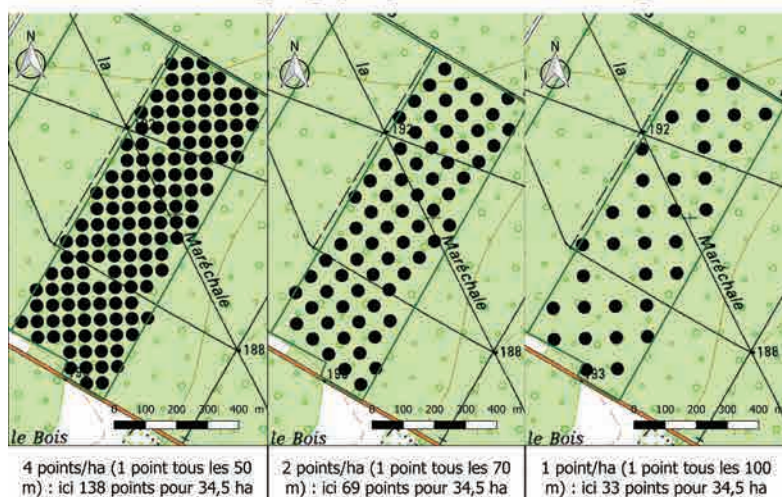 N
la
192
Maréchale
188
0 100 200 300 400 m
le Bois
4 points/ha (1 point tous les 50
m) : ici 138 points pour 34,5 ha
N
192
Maréchale
188
0 100 200 300 400 m
le Bois
2 points/ha (1 point tous les 70
m) : ici 69 points pour 34,5 ha
N
la
192
Maréchale
188
193
0 100 200 300 400 m
le Bois
1 point/ha (1 point tous les 100
m) : ici 33 points pour 34,5 ha